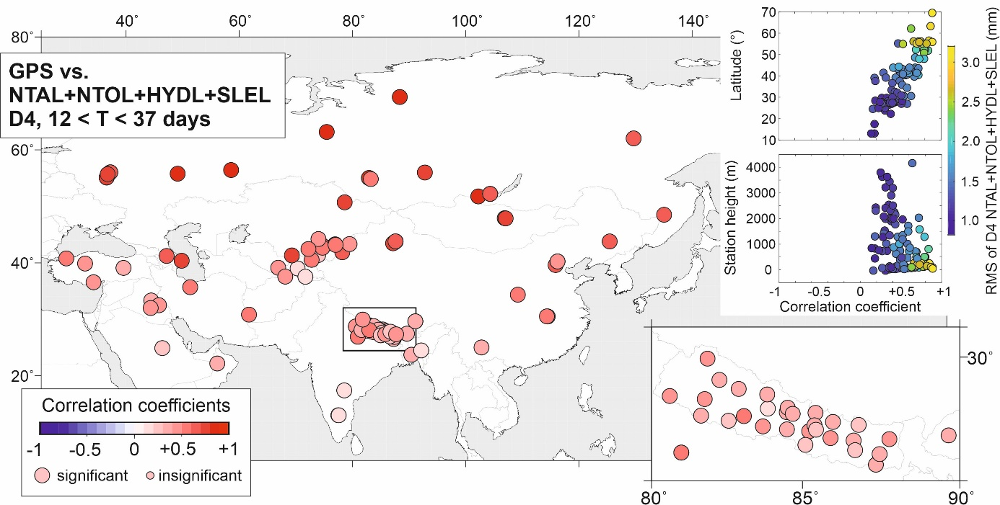 40° 60° 80° 100° 120° 140°
80°
60°
40°
20°
GPS vs.
NTAL+NTOL+HYDL+SLEL
D4, 12 < T < 37 days
Correlation coefficients
-1 -0.5 0 +0.5 +1
significant insignificant
70
60
50
40
30
20
10
Latitude (°)
4000
3000
2000
1000
0
Station height (m)
-1 -0.5 0 +0.5 +1
Correlation coefficient
3.0
2.5
2.0
1.5
1.0
RMS of D4 NTAL+NTOL+HYDL+SLEL (mm)
30°
80° 85° 90°